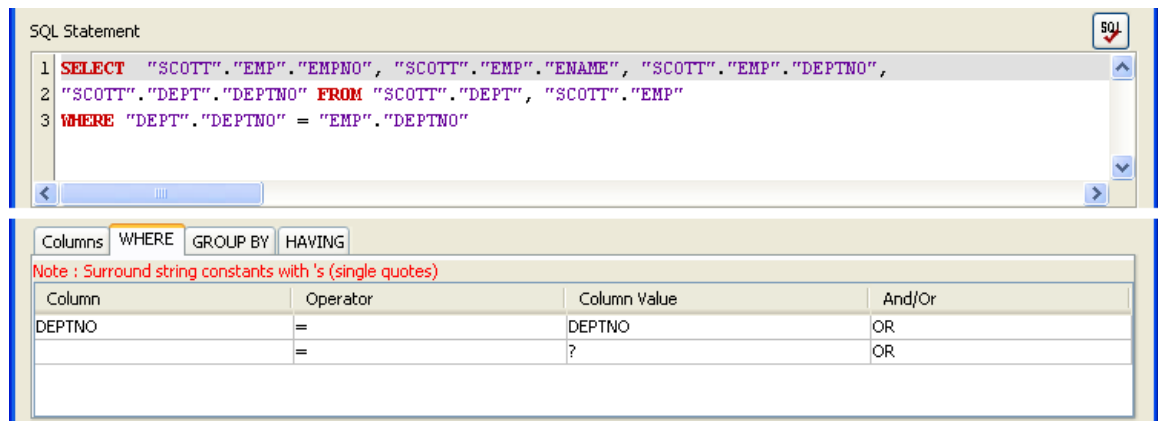 SQL Statement
SQL
1 SELECT "SCOTT"."EMP"."EMPNO", "SCOTT"."EMP"."ENAME", "SCOTT"."EMP"."DEPTNO",
2 "SCOTT"."DEPT"."DEPTNO" FROM "SCOTT"."DEPT", "SCOTT"."EMP"
3 WHERE "DEPT"."DEPTNO" = "EMP"."DEPTNO"
Columns WHERE GROUP BY HAVING
Note : Surround string constants with 's (single quotes)
Column Operator Column Value And/Or
DEPTNO = DEPTNO OR
= ? OR